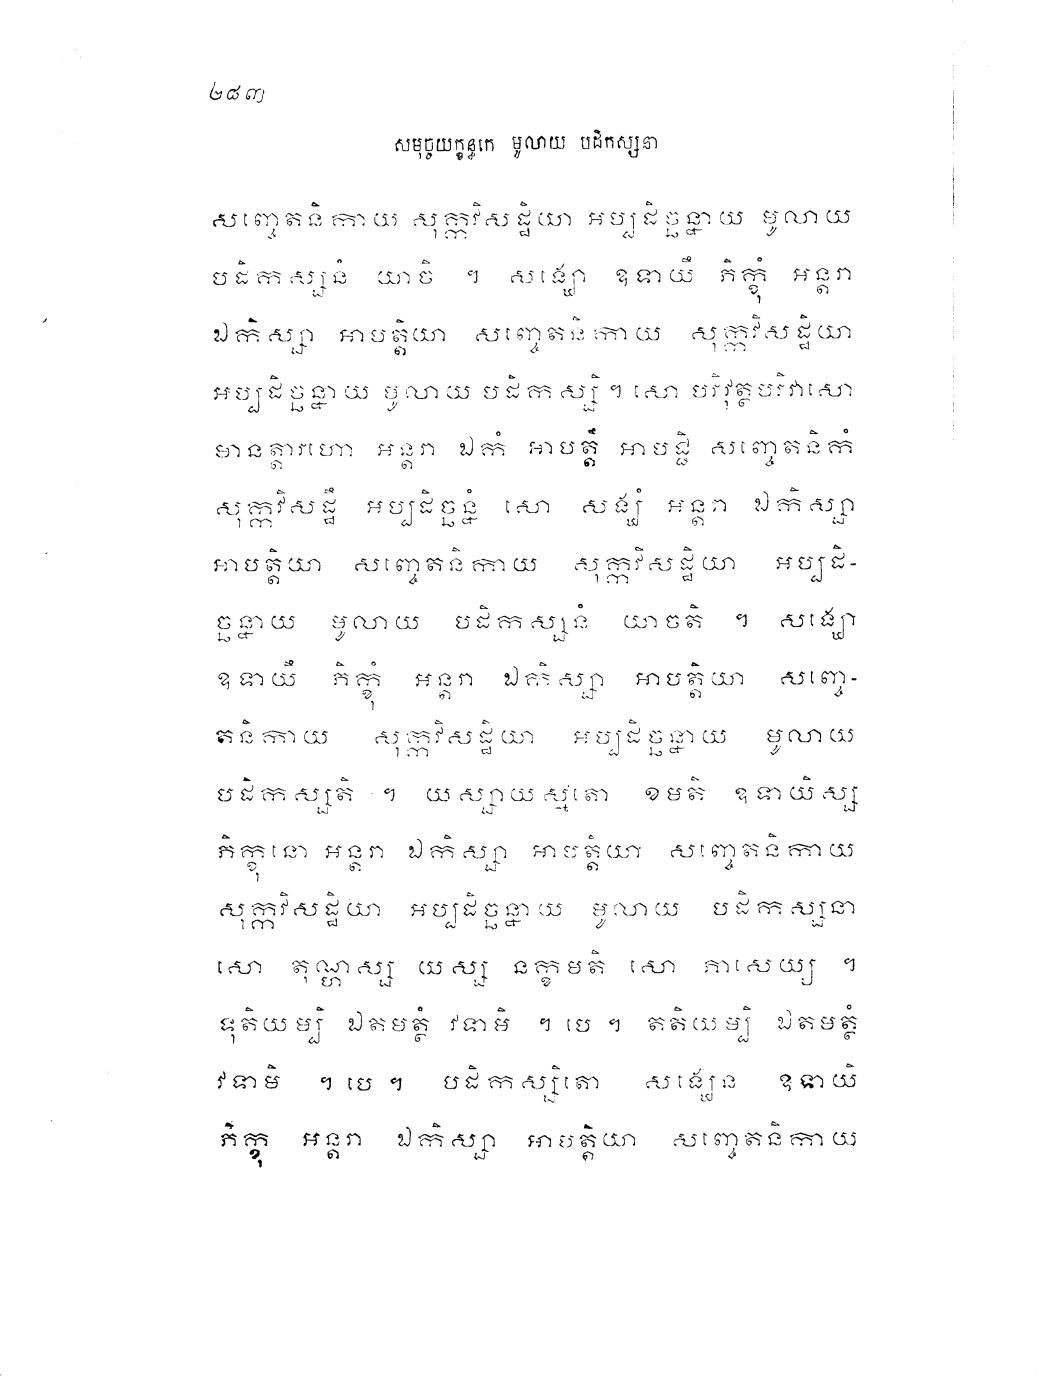 ២៨៣
សមុច្ចយក្ខន្ធកេ មូលាយ បដិកស្សនា
សញ្ចេតនិកាយ សុក្កវិសដ្ឋិយា អប្បដិច្ឆន្នាយ មូលាយ
បដិកស្សនំ យាចិ ។ សង្ឃោ ឧទាយឹ ភិក្ខុំ អន្តរា
ឯកិស្សា អាបត្តិយា សញ្ចេតនិកាយ សុក្កវិសដ្ឋិយា
អប្បដិច្ឆន្នាយ មូលាយ បដិកស្សិ ។ សោ បរិវុត្ថបរិវាសោ
មានត្តារហោ អន្តរា ឯកំ អាបត្តឹ អាបជ្ជិ សញ្ចេតនិកំ
សុក្កវិសដ្ឋឹ អប្បដិច្ឆន្នំ សោ សង្ឃំ អន្តរា ឯកិស្សា
អាបត្តិយា សញ្ចេតនិកាយ សុក្កវិសដ្ឋិយា អប្បដិ-
ច្ឆន្នាយ មូលាយ បដិកស្សនំ យាចតិ ។ សង្ឃោ
ឧទាយឹ ភិក្ខុំ អន្តរា ឯកិស្សា អាបត្តិយា សញ្ចេ-
តនិកាយ សុក្កវិសដ្ឋិយា អប្បដិច្ឆន្នាយ មូលាយ
បដិកស្សតិ ។ យស្សាយស្មតោ ខមតិ ឧទាយិស្ស
ភិក្ខុនោ អន្តរា ឯកិស្សា អាបត្តិយា សញ្ចេតនិកាយ
សុក្កវិសដ្ឋិយា អប្បដិច្ឆន្នាយ មូលាយ បដិកស្សនា
សោ តុណ្ហស្ស យស្ស នក្ខមតិ សោ ភាសេយ្យ ។
ទុតិយម្បិ ឯតមត្ថំ វទាមិ ។ បេ ។ តតិយម្បិ ឯតមត្ថំ
វទាមិ ។ បេ ។ បដិកស្សិតោ សង្ឃេន ឧទាយិ
ភិក្ខុ អន្តរា ឯកិស្សា អាបត្តិយា សញ្ចេតនិកាយ